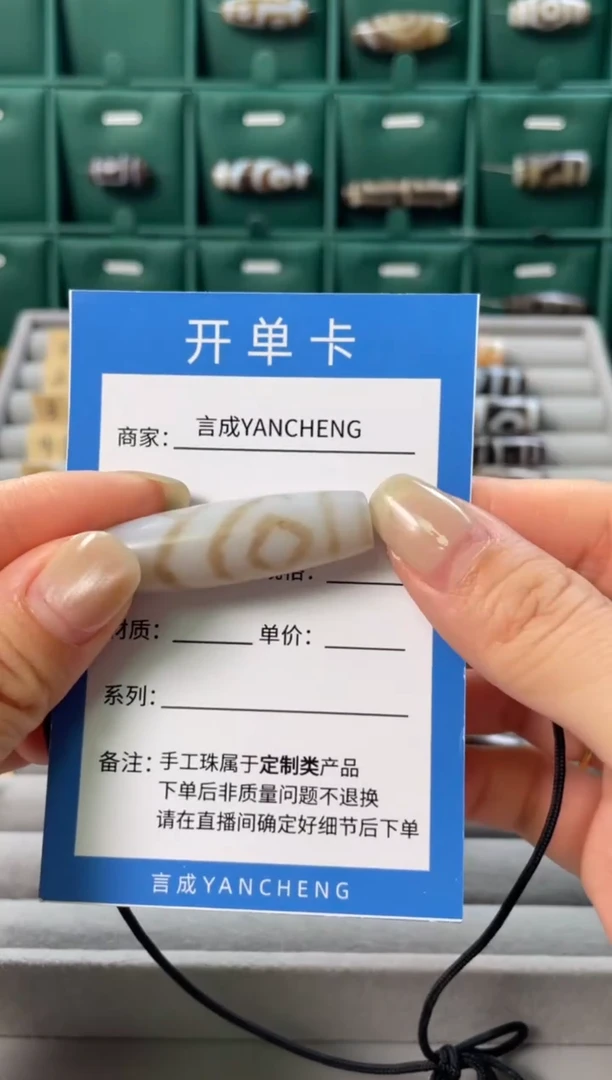 开单卡
商家：言成YANCHENG
规格：
材质：
单价：
系列：
备注：手工珠属于定制类产品
下单后非质量问题不退换
请在直播间确定好细节后下单
言成YANCHENG